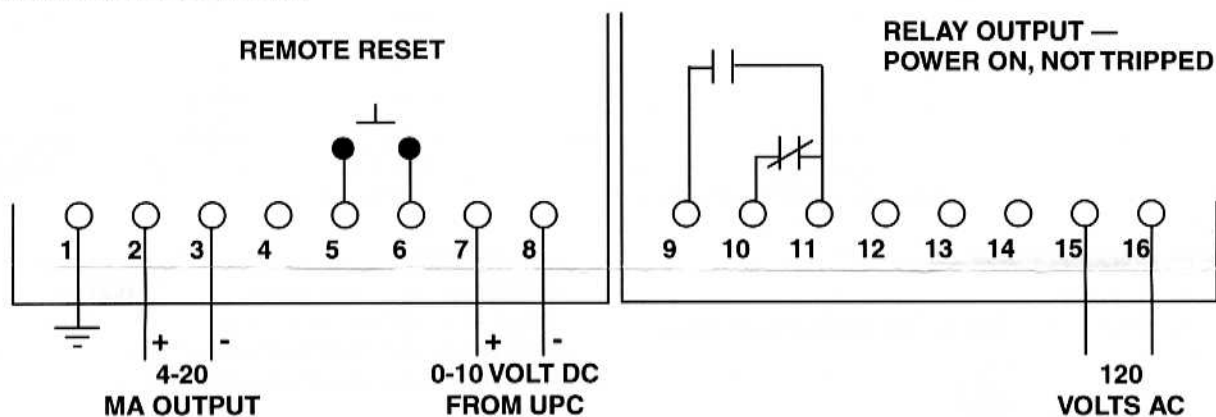 REMOTE RESET
RELAY OUTPUT —
POWER ON, NOT TRIPPED
1 2 3 4 5 6 7 8
9 10 11 12 13 14 15 16
+ -
4-20
MA OUTPUT
+ -
0-10 VOLT DC
FROM UPC
120
VOLTS AC